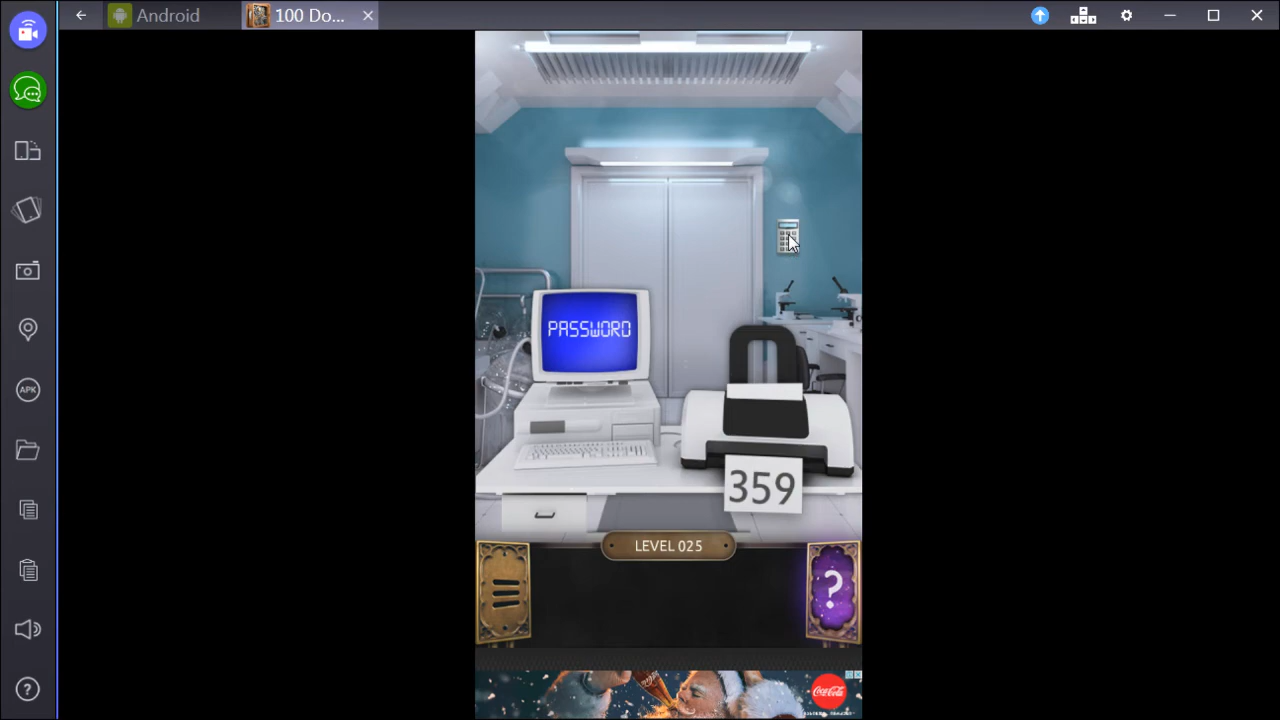 Android
100 Do...
PASSWORD
359
LEVEL 025
?
APK
?
Coca-Cola